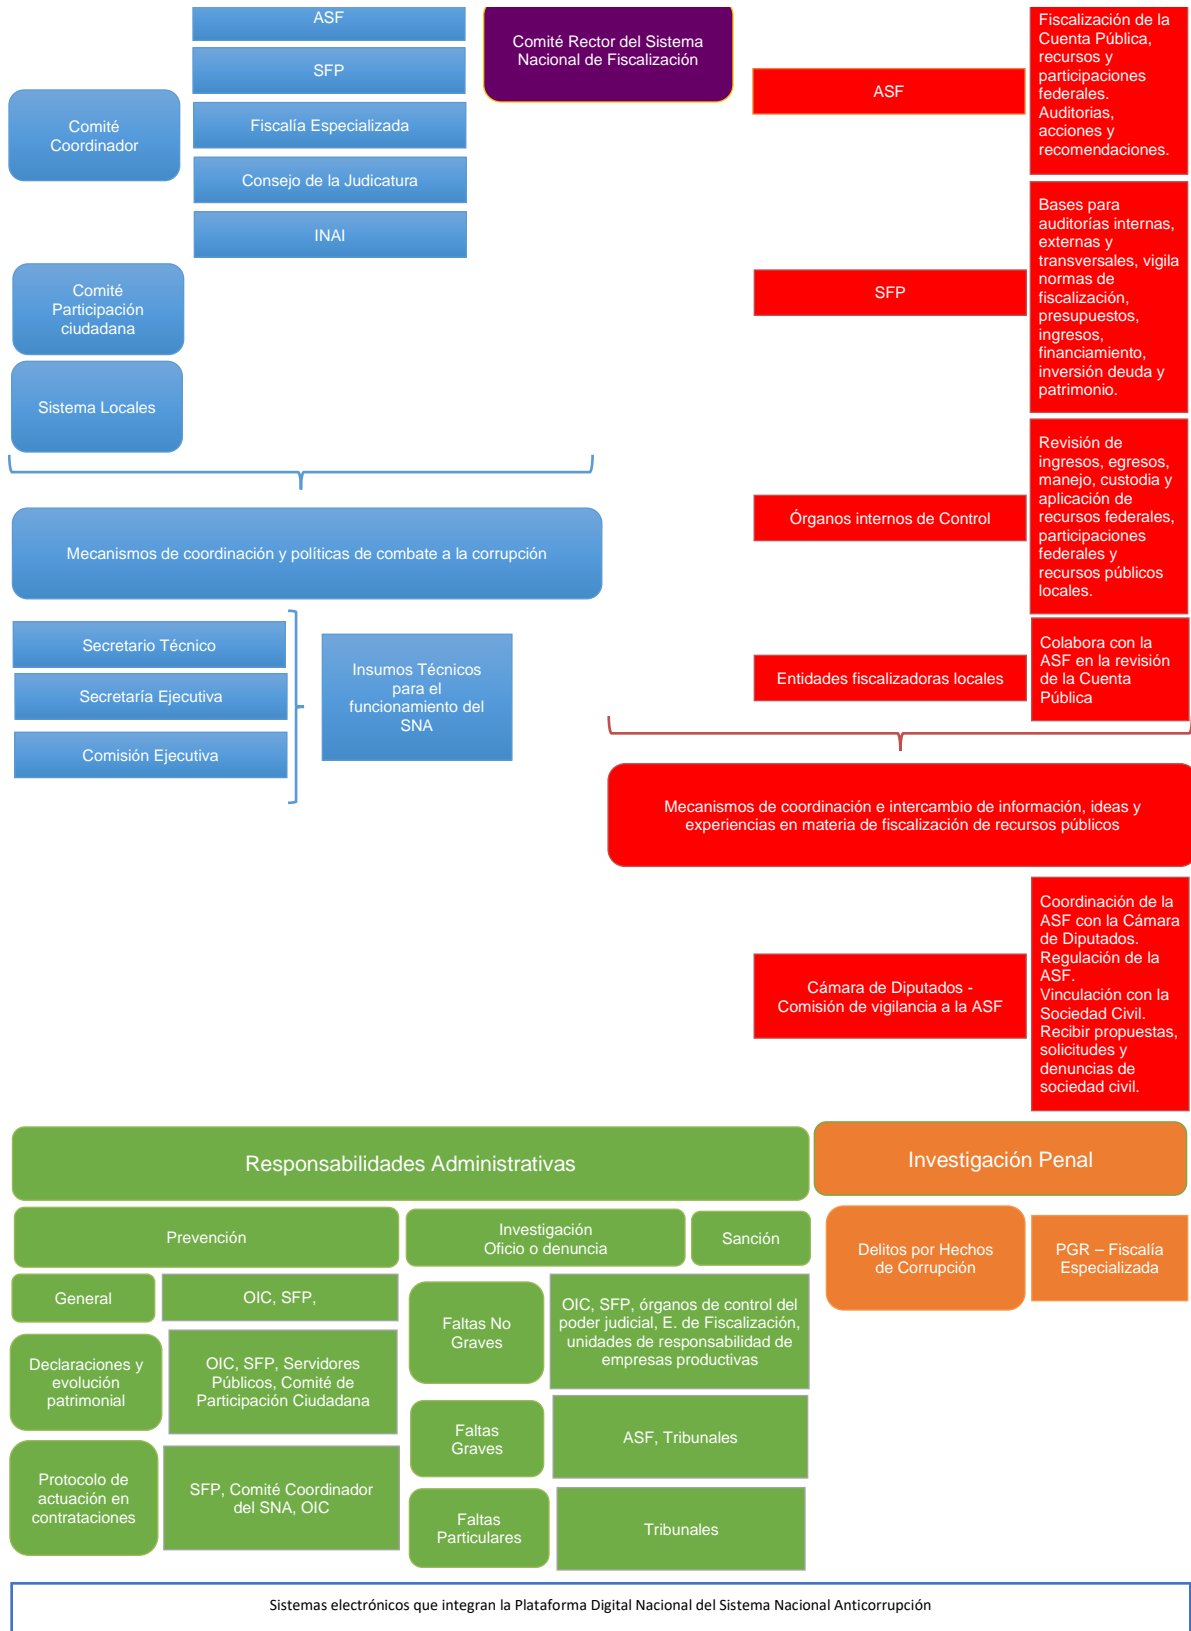 ASF
SFP
Fiscalía Especializada
Consejo de la Judicatura
INAI
Comité
Coordinador
Comité
Participación
ciudadana
Sistema Locales
Mecanismos de coordinación y políticas de combate a la corrupción
Secretario Técnico
Secretaría Ejecutiva
Comisión Ejecutiva
Insumos Técnicos
para el
funcionamiento del
SNA
Comité Rector del Sistema
Nacional de Fiscalización
ASF
Fiscalización de la
Cuenta Pública,
recursos y
participaciones
federales.
Auditorias,
acciones y
recomendaciones.
SFP
Bases para
auditorías internas,
externas y
transversales, vigila
normas de
fiscalización,
presupuestos,
ingresos,
financiamiento,
inversión deuda y
patrimonio.
Órganos internos de Control
Revisión de
ingresos, egresos,
manejo, custodia y
aplicación de
recursos federales,
participaciones
federales y
recursos públicos
locales.
Entidades fiscalizadoras locales
Colabora con la
ASF en la revisión
de la Cuenta
Pública
Mecanismos de coordinación e intercambio de información, ideas y
experiencias en materia de fiscalización de recursos públicos
Cámara de Diputados -
Comisión de vigilancia a la ASF
Coordinación de la
ASF con la Cámara
de Diputados.
Regulación de la
ASF.
Vinculación con la
Sociedad Civil.
Recibir propuestas,
solicitudes y
denuncias de
sociedad civil.
Responsabilidades Administrativas
Prevención
General
OIC, SFP,
Declaraciones y
evolución
patrimonial
OIC, SFP, Servidores
Públicos, Comité de
Participación Ciudadana
Protocolo de
actuación en
contrataciones
SFP, Comité Coordinador
del SNA, OIC
Investigación
Oficio o denuncia
Sanción
Faltas No
Graves
OIC, SFP, órganos de control del
poder judicial, E. de Fiscalización,
unidades de responsabilidad de
empresas productivas
Faltas
Graves
ASF, Tribunales
Faltas
Particulares
Tribunales
Investigación Penal
Delitos por Hechos
de Corrupción
PGR – Fiscalía
Especializada
Sistemas electrónicos que integran la Plataforma Digital Nacional del Sistema Nacional Anticorrupción